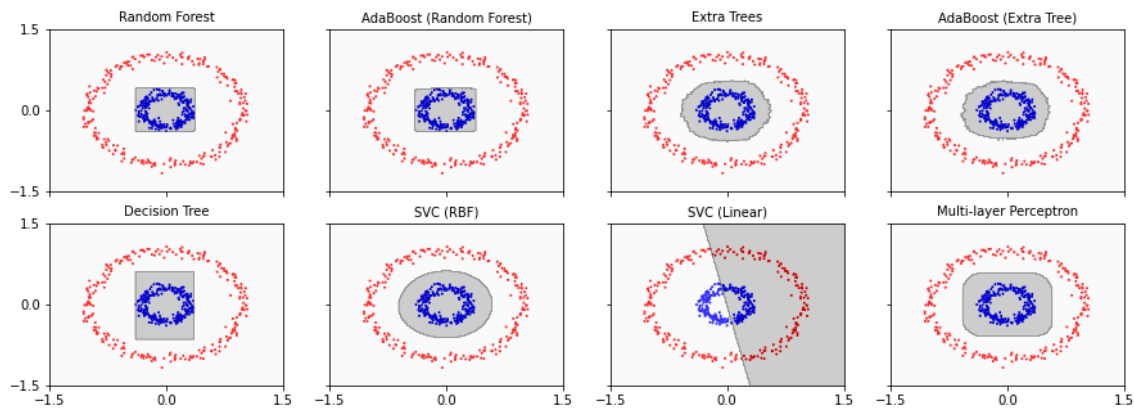 Random Forest
AdaBoost (Random Forest)
Extra Trees
AdaBoost (Extra Tree)
1.5
0.0
−1.5
Decision Tree
SVC (RBF)
SVC (Linear)
Multi-layer Perceptron
1.5
0.0
−1.5
−1.5 0.0 1.5
−1.5 0.0 1.5
−1.5 0.0 1.5
−1.5 0.0 1.5